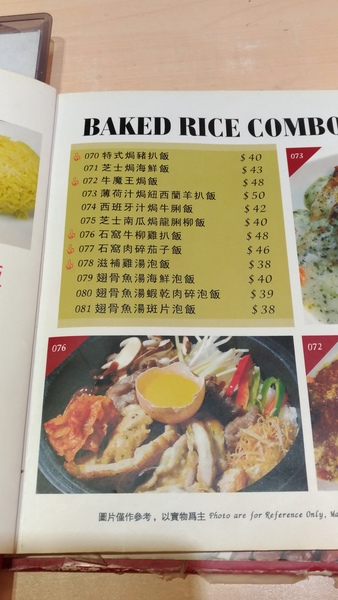 BAKED RICE COMBO
070 特式焗豬扒飯 $ 40
071 芝士焗海鮮飯 $ 43
072 牛魔王焗飯 $ 48
073 薄荷汁焗紐西蘭羊扒飯 $ 50
074 西班牙汁焗牛脷飯 $ 42
075 芝士南瓜焗龍脷柳飯 $ 40
076 石窩牛柳雞扒飯 $ 48
077 石窩肉碎茄子飯 $ 46
078 滋補雞湯泡飯 $ 38
079 翅骨魚湯海鮮泡飯 $ 40
080 翅骨魚湯蝦乾肉碎泡飯 $ 39
081 翅骨魚湯斑片泡飯 $ 38
073
076
072
圖片僅作參考，以實物爲主 Photo are for Reference Only, Ma